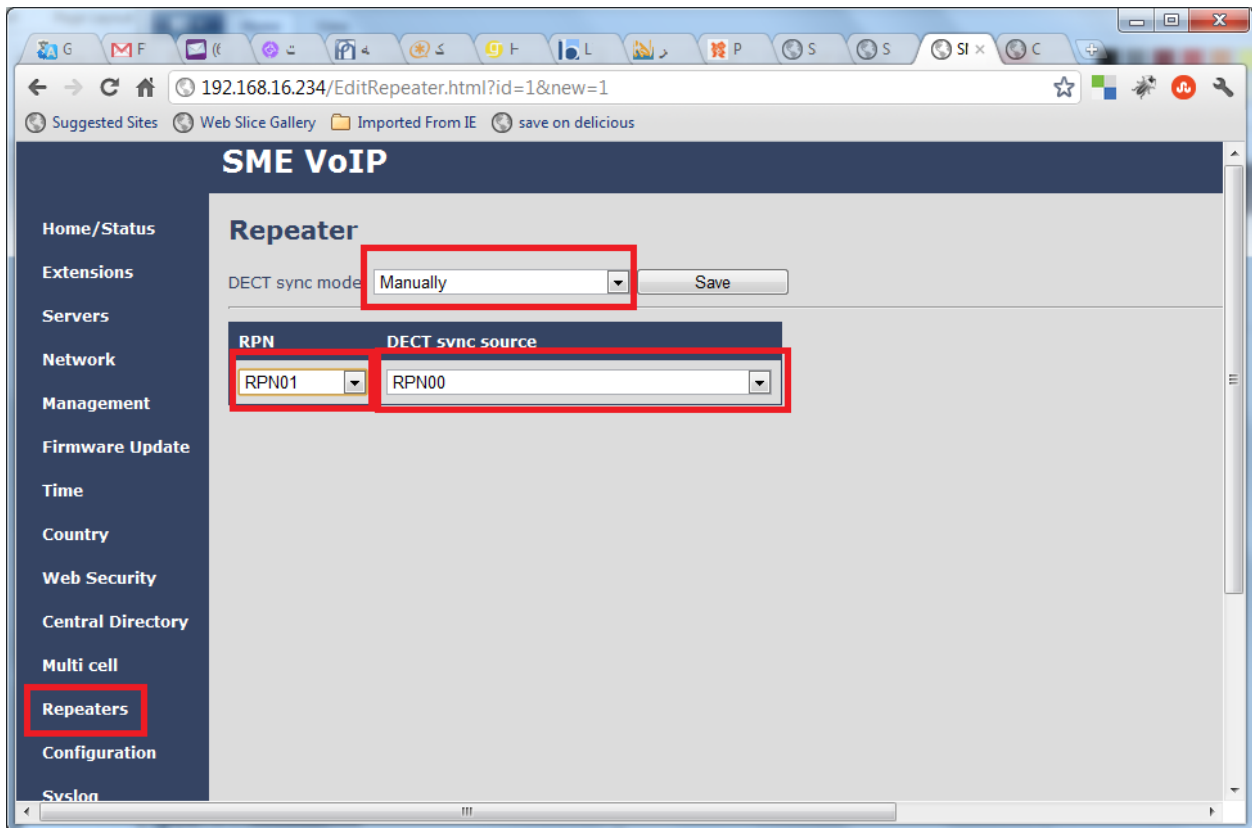 G
F
L
P
S
S
SI
C
192.168.16.234/EditRepeater.html?id=1&new=1
Suggested Sites Web Slice Gallery Imported From IE save on delicious
SME VoIP
Home/Status
Extensions
Servers
Network
Management
Firmware Update
Time
Country
Web Security
Central Directory
Multi cell
Repeaters
Configuration
Syslog
Repeater
DECT sync mode Manually Save
RPN DECT sync source
RPN01 RPN00